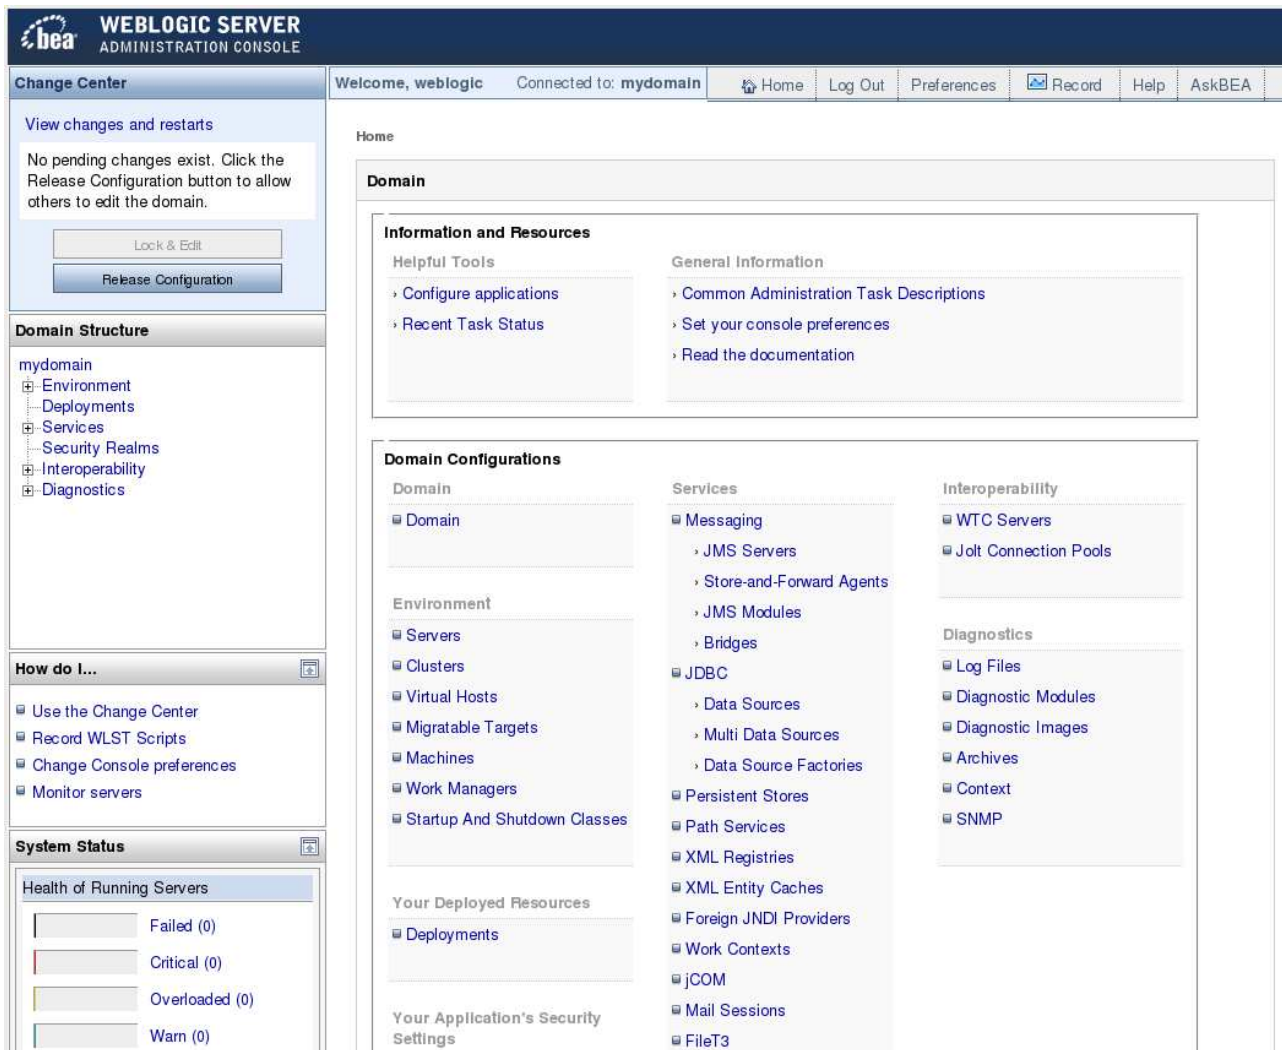 bea
WEBLOGIC SERVER
ADMINISTRATION CONSOLE
Change Center
View changes and restarts
No pending changes exist. Click the
Release Configuration button to allow
others to edit the domain.
Lock & Edit
Release Configuration
Domain Structure
mydomain
Environment
Deployments
Services
Security Realms
Interoperability
Diagnostics
How do I...
Use the Change Center
Record WLST Scripts
Change Console preferences
Monitor servers
System Status
Health of Running Servers
Failed (0)
Critical (0)
Overloaded (0)
Warn (0)
Welcome, weblogic Connected to: mydomain Home Log Out Preferences Record Help AskBEA
Home
Domain
Information and Resources
Helpful Tools
Configure applications
Recent Task Status
General Information
Common Administration Task Descriptions
Set your console preferences
Read the documentation
Domain Configurations
Domain
Domain
Environment
Servers
Clusters
Virtual Hosts
Migratable Targets
Machines
Work Managers
Startup And Shutdown Classes
Your Deployed Resources
Deployments
Your Application's Security
Settings
Services
Messaging
JMS Servers
Store-and-Forward Agents
JMS Modules
Bridges
JDBC
Data Sources
Multi Data Sources
Data Source Factories
Persistent Stores
Path Services
XML Registries
XML Entity Caches
Foreign JNDI Providers
Work Contexts
jCOM
Mail Sessions
FileT3
Interoperability
WTC Servers
Jolt Connection Pools
Diagnostics
Log Files
Diagnostic Modules
Diagnostic Images
Archives
Context
SNMP